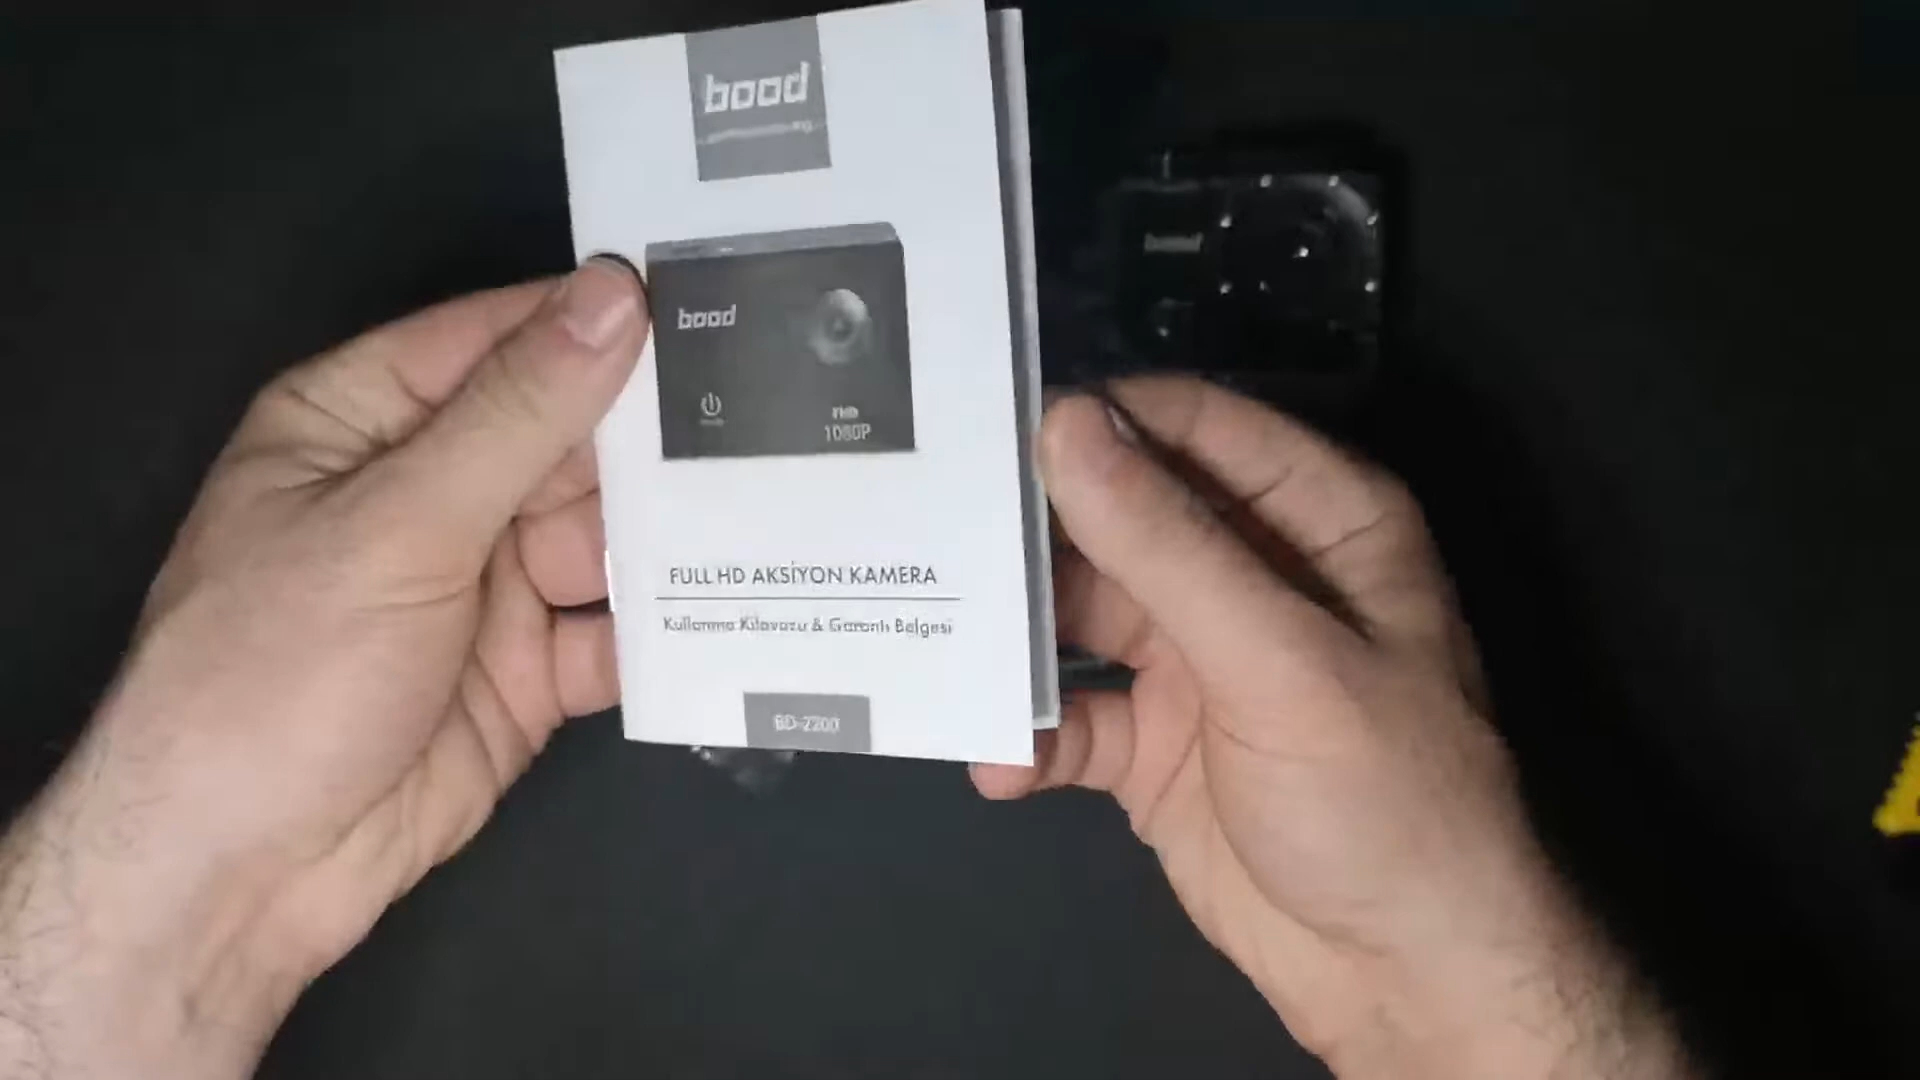 bood
bood
bood
FHD
1080P
FULL HD AKSİYON KAMERA
Kullanma Kılavuzu & Garanti Belgesi
BD-2200